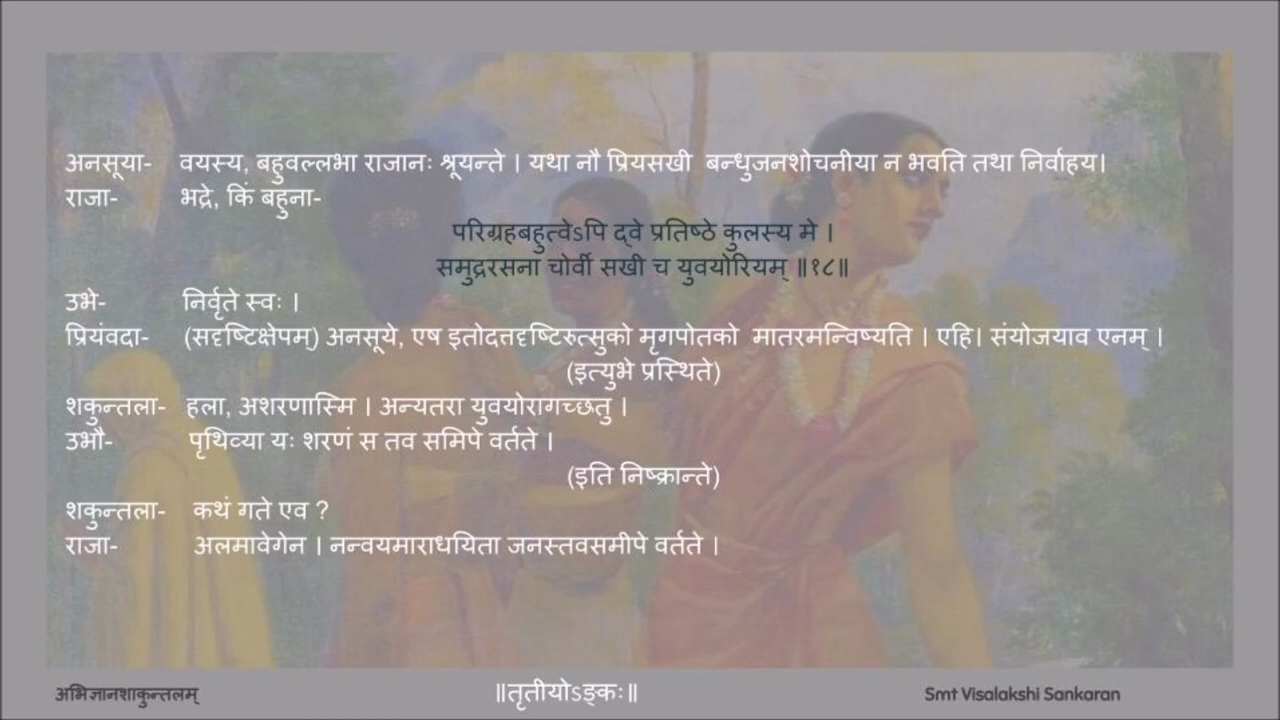 अनसूया- वयस्य, बहुवल्लभा राजानः श्रूयन्ते । यथा नौ प्रियसखी बन्धुजनशोचनीया न भवति तथा निर्वाहय।
राजा- भद्रे, किं बहुना-
परिग्रहबहुत्वेऽपि द्वे प्रतिष्ठे कुलस्य मे ।
समुद्ररसना चोर्वी सखी च युवयोरियम् ॥१८॥
उभे- निर्वृते स्वः ।
प्रियंवदा- (सदृष्टिक्षेपम्) अनसूये, एष इतोदत्तदृष्टिरुत्सुको मृगपोतको मातरमन्विष्यति । एहि। संयोजयाव एनम् ।
(इत्युभे प्रस्थिते)
शकुन्तला- हला, अशरणास्मि । अन्यतरा युवयोरागच्छतु ।
उभौ- पृथिव्या यः शरणं स तव समिपे वर्तते ।
(इति निष्क्रान्ते)
शकुन्तला- कथं गते एव ?
राजा- अलमावेगेन । नन्वयमाराधयिता जनस्तवसमीपे वर्तते ।
अभिज्ञानशाकुन्तलम् ॥तृतीयोऽङ्कः॥ Smt Visalakshi Sankaran